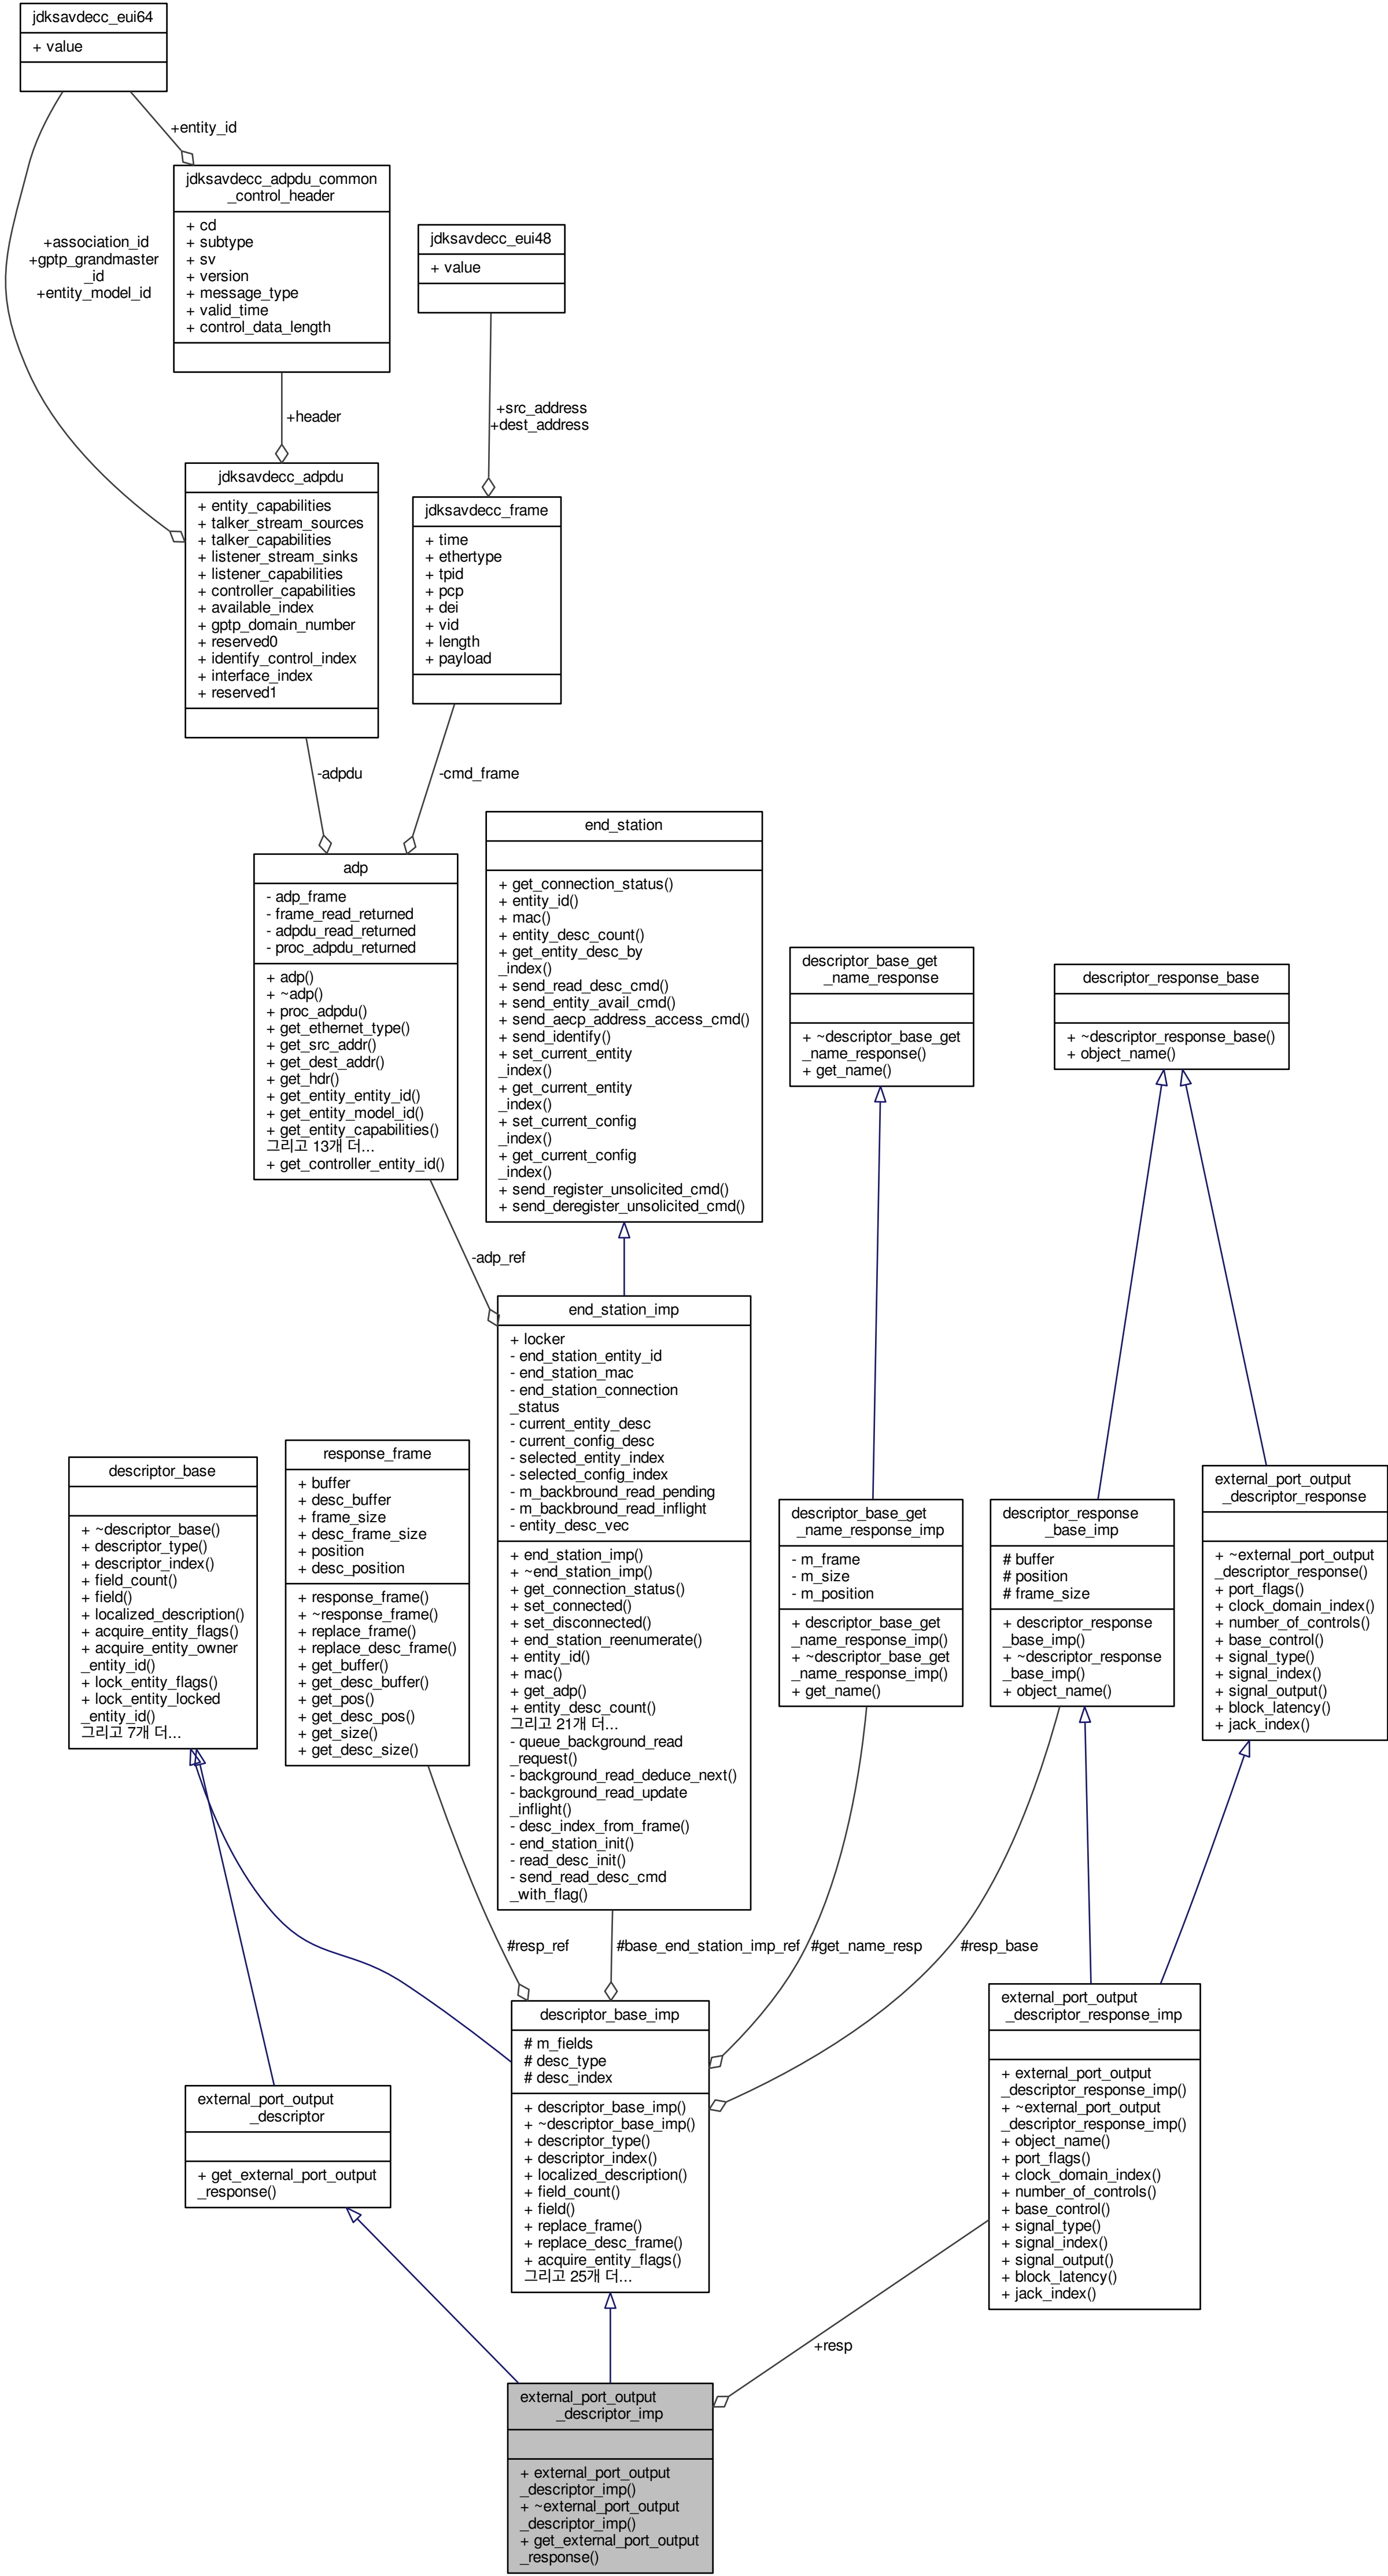 jdksavdecc_eui64
+ value
+entity_id
jdksavdecc_adpdu_common
_control_header
+ cd
+ subtype
+ sv
+ version
+ message_type
+ valid_time
+ control_data_length
+association_id
+gptp_grandmaster
_id
+entity_model_id
jdksavdecc_eui48
+ value
+header
+src_address
+dest_address
jdksavdecc_adpdu
+ entity_capabilities
+ talker_stream_sources
+ talker_capabilities
+ listener_stream_sinks
+ listener_capabilities
+ controller_capabilities
+ available_index
+ gptp_domain_number
+ reserved0
+ identify_control_index
+ interface_index
+ reserved1
jdksavdecc_frame
+ time
+ ethertype
+ tpid
+ pcp
+ dei
+ vid
+ length
+ payload
-adpdu
-cmd_frame
adp
- adp_frame
- frame_read_returned
- adpdu_read_returned
- proc_adpdu_returned
+ adp()
+ ~adp()
+ proc_adpdu()
+ get_ethernet_type()
+ get_src_addr()
+ get_dest_addr()
+ get_hdr()
+ get_entity_entity_id()
+ get_entity_model_id()
+ get_entity_capabilities()
그리고 13개 더...
+ get_controller_entity_id()
end_station
+ get_connection_status()
+ entity_id()
+ mac()
+ entity_desc_count()
+ get_entity_desc_by
_index()
+ send_read_desc_cmd()
+ send_entity_avail_cmd()
+ send_aecp_address_access_cmd()
+ send_identify()
+ set_current_entity
_index()
+ get_current_entity
_index()
+ set_current_config
_index()
+ get_current_config
_index()
+ send_register_unsolicited_cmd()
+ send_deregister_unsolicited_cmd()
descriptor_base_get
_name_response
+ ~descriptor_base_get
_name_response()
+ get_name()
descriptor_response_base
+ ~descriptor_response_base()
+ object_name()
-adp_ref
end_station_imp
+ locker
- end_station_entity_id
- end_station_mac
- end_station_connection
_status
- current_entity_desc
- current_config_desc
- selected_entity_index
- selected_config_index
- m_backbround_read_pending
- m_backbround_read_inflight
- entity_desc_vec
+ end_station_imp()
+ ~end_station_imp()
+ get_connection_status()
+ set_connected()
+ set_disconnected()
+ end_station_reenumerate()
+ entity_id()
+ mac()
+ get_adp()
+ entity_desc_count()
그리고 21개 더...
- queue_background_read
_request()
- background_read_deduce_next()
- background_read_update
_inflight()
- desc_index_from_frame()
- end_station_init()
- read_desc_init()
- send_read_desc_cmd
_with_flag()
descriptor_base
+ ~descriptor_base()
+ descriptor_type()
+ descriptor_index()
+ field_count()
+ field()
+ localized_description()
+ acquire_entity_flags()
+ acquire_entity_owner
_entity_id()
+ lock_entity_flags()
+ lock_entity_locked
_entity_id()
그리고 7개 더...
response_frame
+ buffer
+ desc_buffer
+ frame_size
+ desc_frame_size
+ position
+ desc_position
+ response_frame()
+ ~response_frame()
+ replace_frame()
+ replace_desc_frame()
+ get_buffer()
+ get_desc_buffer()
+ get_pos()
+ get_desc_pos()
+ get_size()
+ get_desc_size()
descriptor_base_get
_name_response_imp
- m_frame
- m_size
- m_position
+ descriptor_base_get
_name_response_imp()
+ ~descriptor_base_get
_name_response_imp()
+ get_name()
descriptor_response
_base_imp
# buffer
# position
# frame_size
+ descriptor_response
_base_imp()
+ ~descriptor_response
_base_imp()
+ object_name()
external_port_output
_descriptor_response
+ ~external_port_output
_descriptor_response()
+ port_flags()
+ clock_domain_index()
+ number_of_controls()
+ base_control()
+ signal_type()
+ signal_index()
+ signal_output()
+ block_latency()
+ jack_index()
#resp_ref
#base_end_station_imp_ref
#get_name_resp
#resp_base
descriptor_base_imp
# m_fields
# desc_type
# desc_index
+ descriptor_base_imp()
+ ~descriptor_base_imp()
+ descriptor_type()
+ descriptor_index()
+ localized_description()
+ field_count()
+ field()
+ replace_frame()
+ replace_desc_frame()
+ acquire_entity_flags()
그리고 25개 더...
external_port_output
_descriptor
+ get_external_port_output
_response()
external_port_output
_descriptor_response_imp
+ external_port_output
_descriptor_response_imp()
+ ~external_port_output
_descriptor_response_imp()
+ object_name()
+ port_flags()
+ clock_domain_index()
+ number_of_controls()
+ base_control()
+ signal_type()
+ signal_index()
+ signal_output()
+ block_latency()
+ jack_index()
+resp
external_port_output
_descriptor_imp
+ external_port_output
_descriptor_imp()
+ ~external_port_output
_descriptor_imp()
+ get_external_port_output
_response()